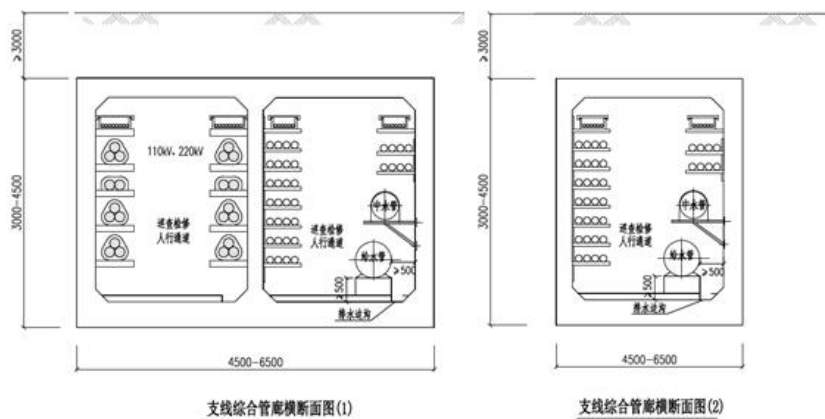 ≥3000
3000-4500
110kV、220kV
巡查检修
人行通道
中水管
巡查检修
人行通道
给水管
≥500
≥500
排水边沟
4500-6500
支线综合管廊横断面图(1)
≥3000
3000-4500
中水管
巡查检修
人行通道
给水管
≥500
≥500
排水边沟
4500-6500
支线综合管廊横断面图(2)